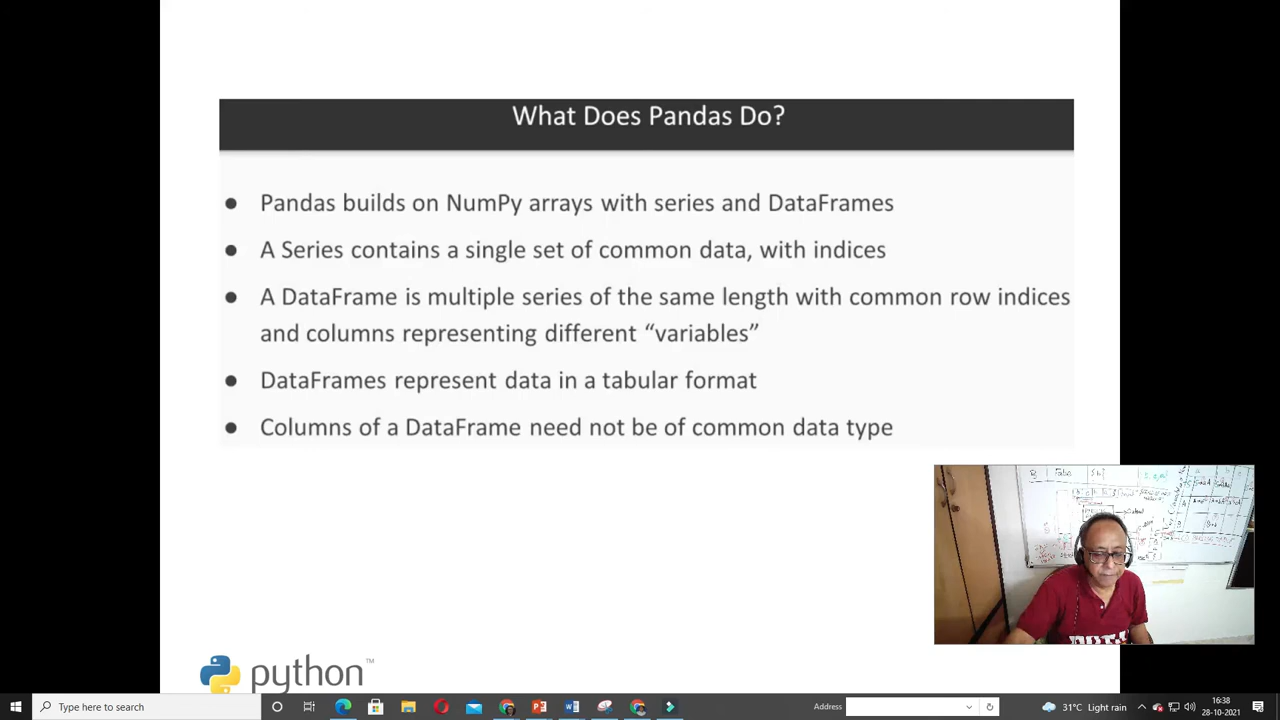 What Does Pandas Do?
● Pandas builds on NumPy arrays with series and DataFrames
● A Series contains a single set of common data, with indices
● A DataFrame is multiple series of the same length with common row indices
and columns representing different “variables”
● DataFrames represent data in a tabular format
● Columns of a DataFrame need not be of common data type
python™
Type here to search
Address
31°C Light rain
16:38
28-10-2021